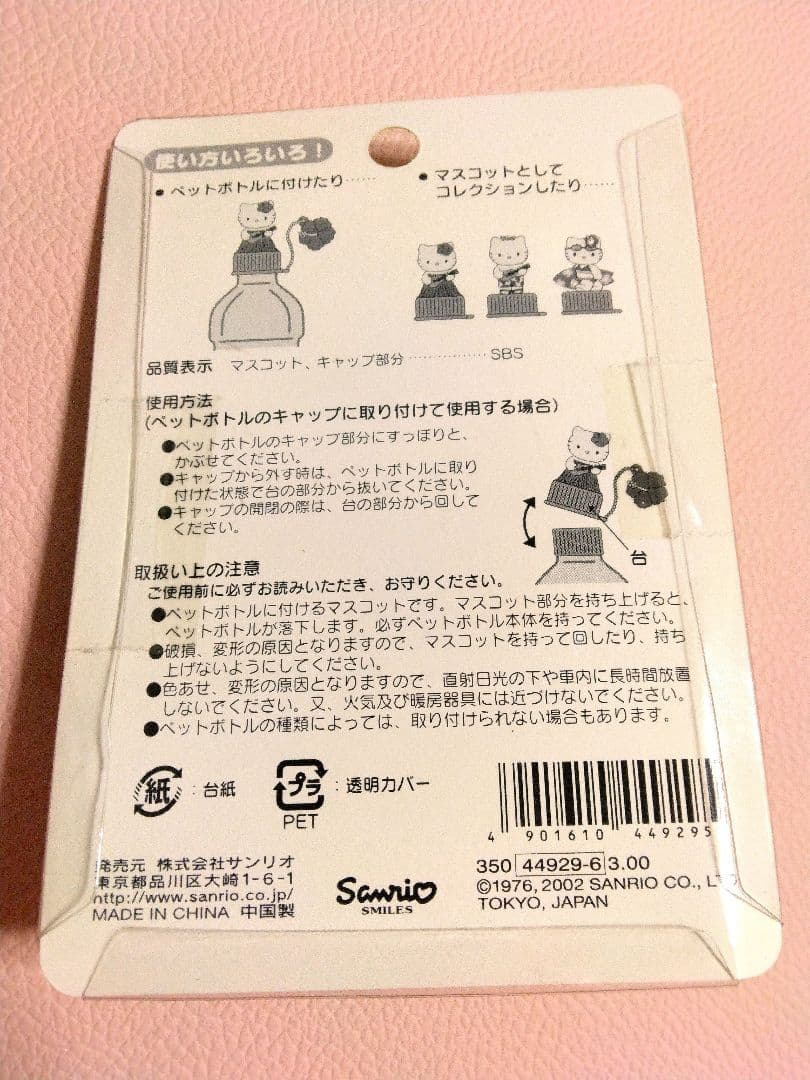 使い方いろいろ!
●ペットボトルに付けたり……
●マスコットとして
コレクションしたり……
品質表示 マスコット、キャップ部分……………SBS
使用方法
(ペットボトルのキャップに取り付けて使用する場合)
●ペットボトルのキャップ部分にすっぽりと、
かぶせてください。
●キャップから外す時は、ペットボトルに取り
付けた状態で台の部分から抜いてください。
●キャップの開閉の際は、台の部分から回して
ください。
台
取扱い上の注意
ご使用前に必ずお読みいただき、お守りください。
●ペットボトルに付けるマスコットです。マスコット部分を持ち上げると、
ペットボトルが落下します。必ずペットボトル本体を持ってください。
●破損、変形の原因となりますので、マスコットを持って回したり、持ち
上げないようにしてください。
●色あせ、変形の原因となりますので、直射日光の下や車内に長時間放置
しないでください。又、火気及び暖房器具には近づけないでください。
●ペットボトルの種類によっては、取り付けられない場合もあります。
紙 : 台紙
プラ : 透明カバー
PET
4 901610 449295
発売元 株式会社サンリオ
東京都品川区大崎1-6-1
http://www.sanrio.co.jp/
MADE IN CHINA 中国製
Sanrio
SMILES
350 44929-6 3.00
©1976, 2002 SANRIO CO., LTD.
TOKYO, JAPAN